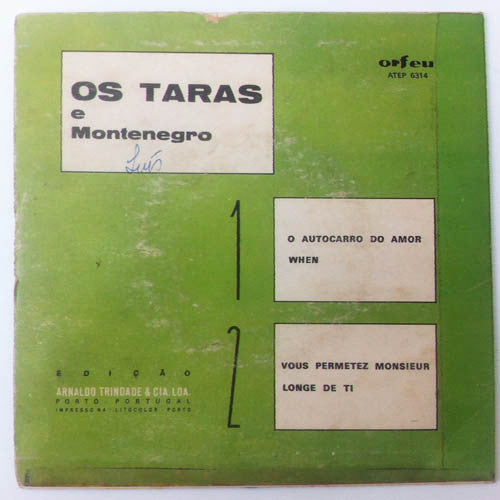 orfeu
ATEP 6314
OS TARAS
e
Montenegro
Luís
1
O AUTOCARRO DO AMOR
WHEN
2
VOUS PERMETEZ MONSIEUR
LONGE DE TI
EDIÇÃO
ARNALDO TRINDADE & CIA. LDA.
PORTO - PORTUGAL
IMPRESSO NA - LITOCOLOR - PORTO